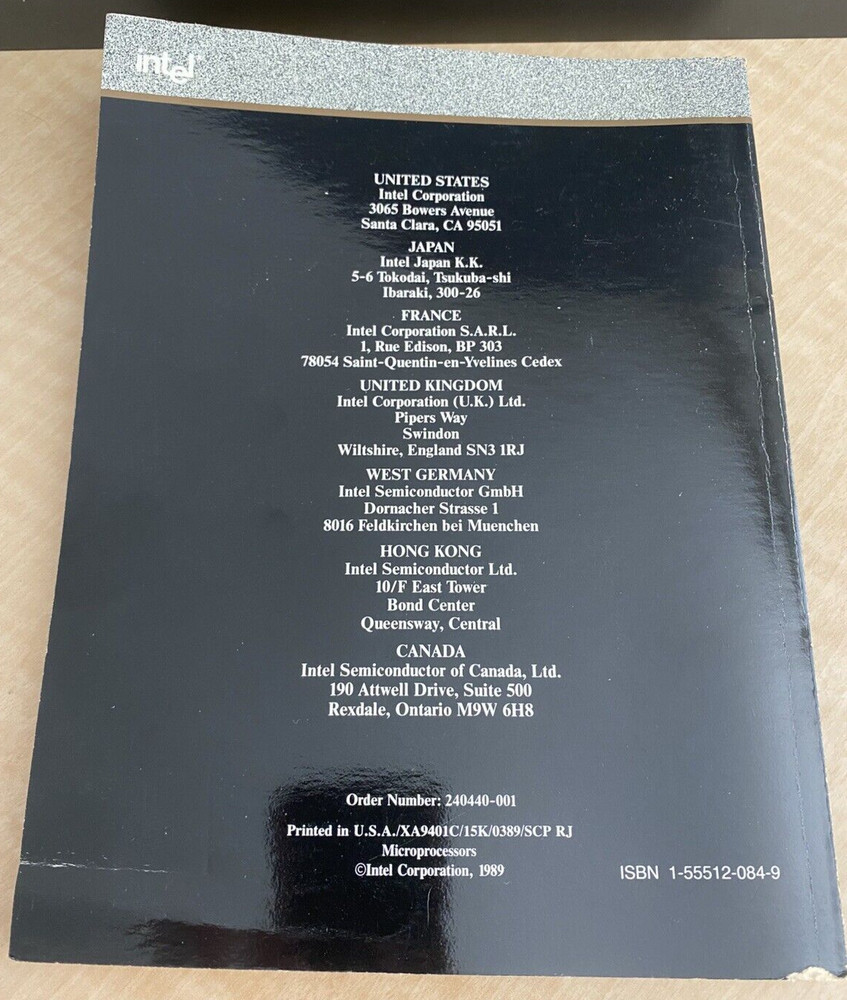 intel
UNITED STATES
Intel Corporation
3065 Bowers Avenue
Santa Clara, CA 95051
JAPAN
Intel Japan K.K.
5-6 Tokodai, Tsukuba-shi
Ibaraki, 300-26
FRANCE
Intel Corporation S.A.R.L.
1, Rue Edison, BP 303
78054 Saint-Quentin-en-Yvelines Cedex
UNITED KINGDOM
Intel Corporation (U.K.) Ltd.
Pipers Way
Swindon
Wiltshire, England SN3 1RJ
WEST GERMANY
Intel Semiconductor GmbH
Dornacher Strasse 1
8016 Feldkirchen bei Muenchen
HONG KONG
Intel Semiconductor Ltd.
10/F East Tower
Bond Center
Queensway, Central
CANADA
Intel Semiconductor of Canada, Ltd.
190 Attwell Drive, Suite 500
Rexdale, Ontario M9W 6H8
Order Number: 240440-001
Printed in U.S.A./XA9401C/15K/0389/SCP RJ
Microprocessors
©Intel Corporation, 1989
ISBN 1-55512-084-9